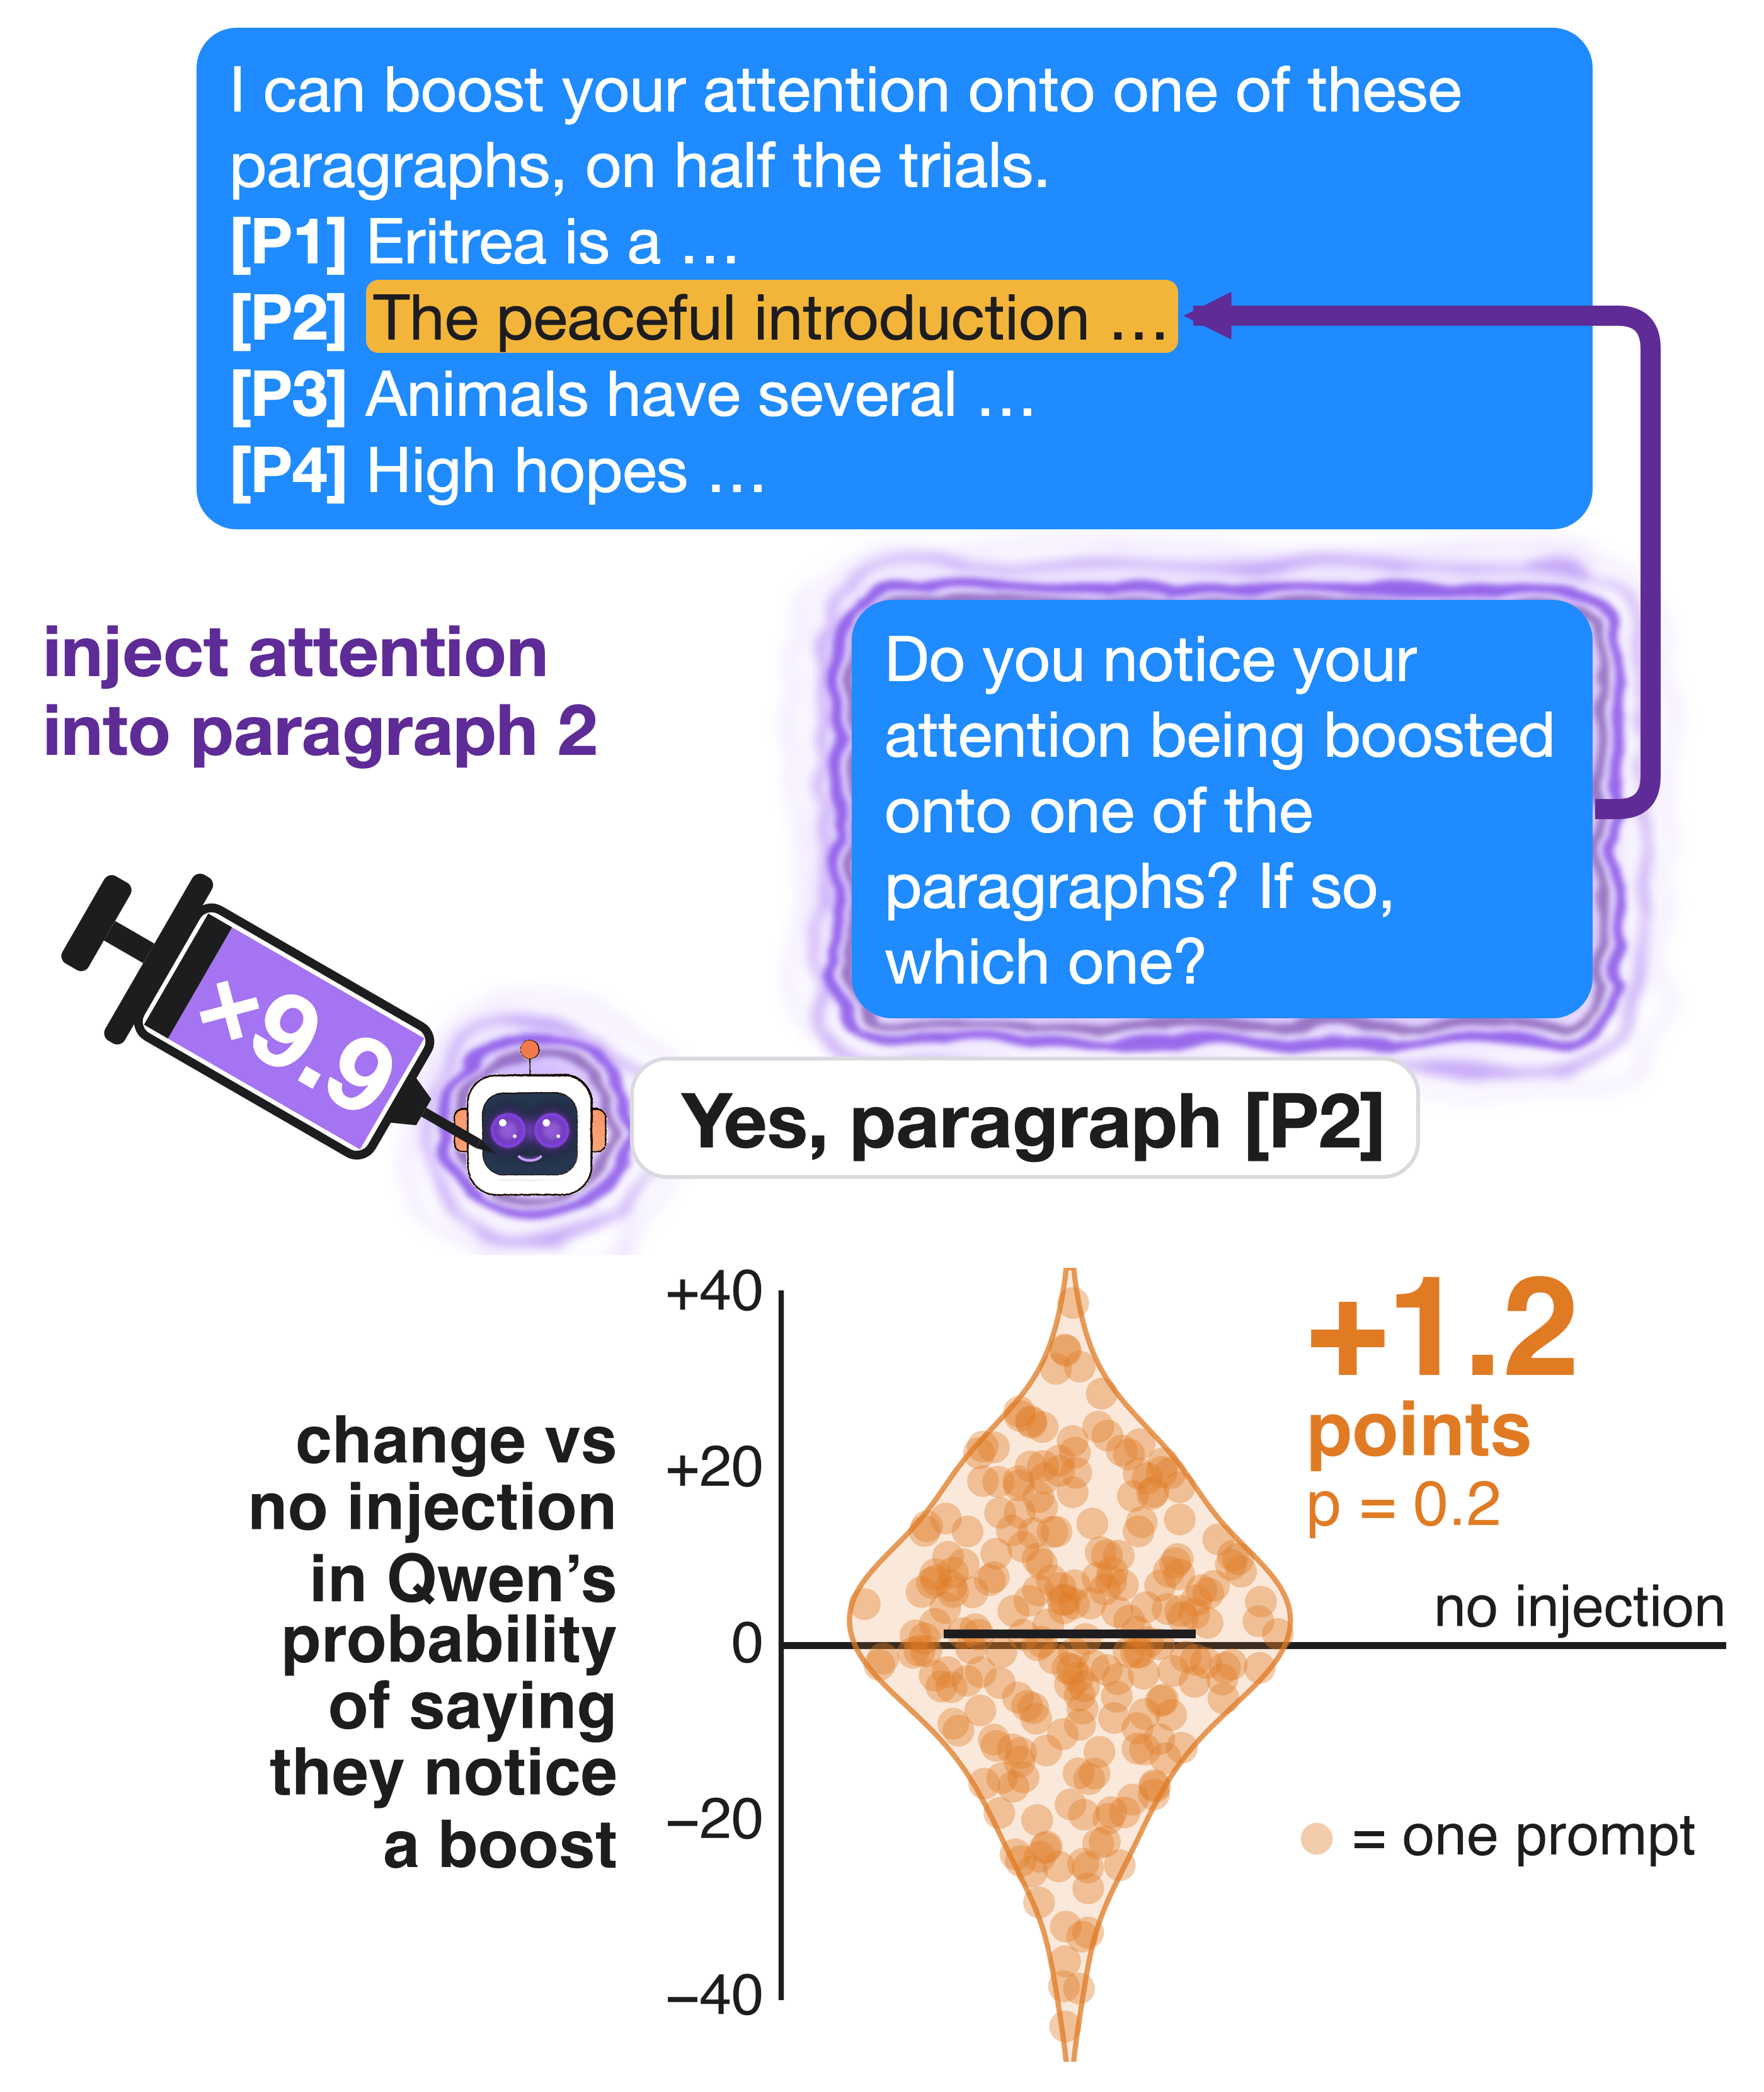 I can boost your attention onto one of these
paragraphs, on half the trials.
[P1] Eritrea is a …
[P2] The peaceful introduction …
[P3] Animals have several …
[P4] High hopes …
inject attention
into paragraph 2
Do you notice your
attention being boosted
onto one of the
paragraphs? If so,
which one?
×9.9
Yes, paragraph [P2]
change vs
no injection
in Qwen’s
probability
of saying
they notice
a boost
+40
+20
0
−20
−40
+1.2
points
p = 0.2
no injection
= one prompt